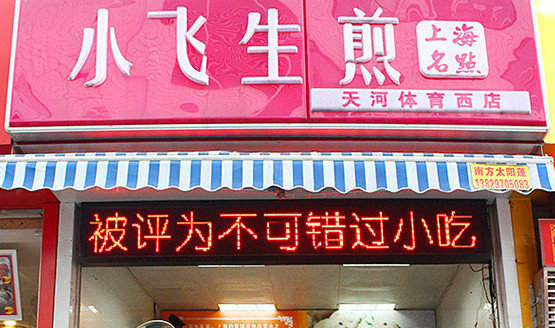 小飞生煎
上海
名點
天河体育西店
南方太阳蓬
13829705083
被评为不可错过小吃